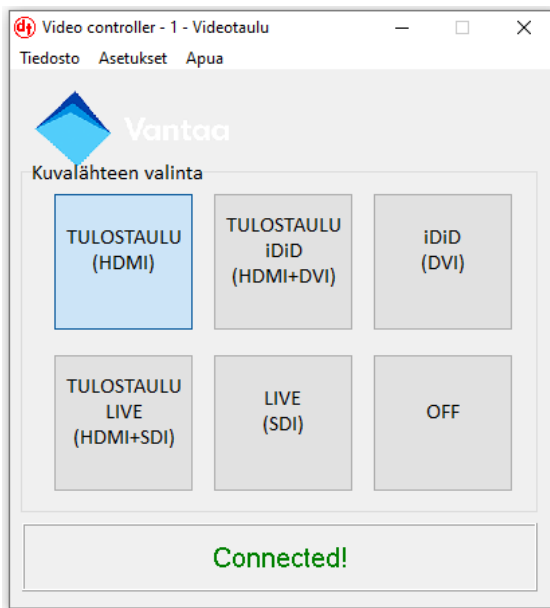 dt Video controller - 1 - Videotaulu
Tiedosto Asetukset Apua
Vantaa
Kuvalähteen valinta
TULOSTAULU
(HDMI)
TULOSTAULU
iDiD
(HDMI+DVI)
iDiD
(DVI)
TULOSTAULU
LIVE
(HDMI+SDI)
LIVE
(SDI)
OFF
Connected!